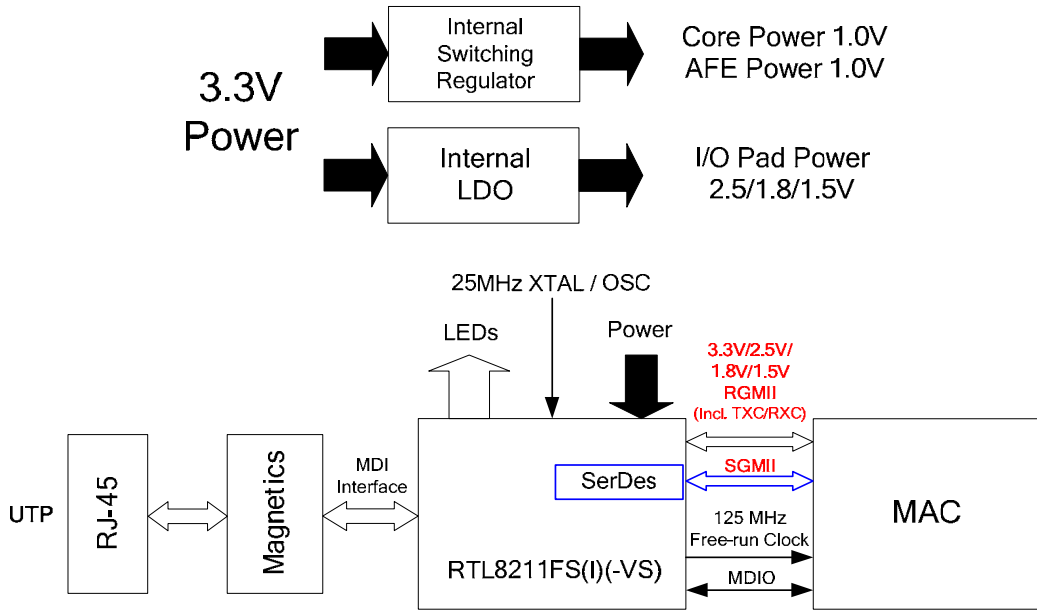 3.3V
Power
Internal
Switching
Regulator
Core Power 1.0V
AFE Power 1.0V
Internal
LDO
I/O Pad Power
2.5/1.8/1.5V
25MHz XTAL / OSC
LEDs
Power
3.3V/2.5V/
1.8V/1.5V
RGMII
(Incl. TXC/RXC)
UTP
RJ-45
Magnetics
MDI
Interface
SerDes
RTL8211FS(I)(-VS)
SGMII
125 MHz
Free-run Clock
MDIO
MAC